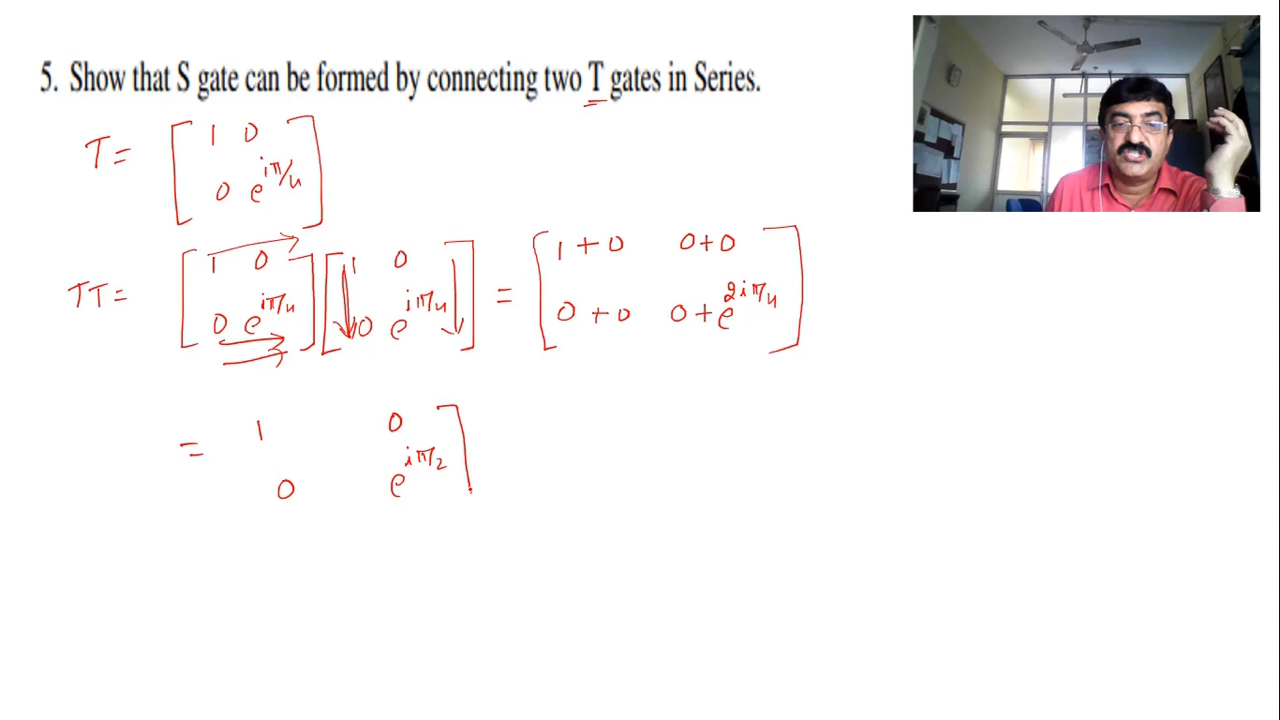 5. Show that S gate can be formed by connecting two T gates in Series.
T = [ 1 0
0 e^{iπ/4} ]
TT = [ 1 0 ] [ 1 0 ] = [ 1+0 0+0 ]
[ 0 e^{iπ/4} ] [ 0 e^{iπ/4} ] [ 0+0 0+e^{2iπ/4} ]
= 1 0 ]
0 e^{iπ/2} ]